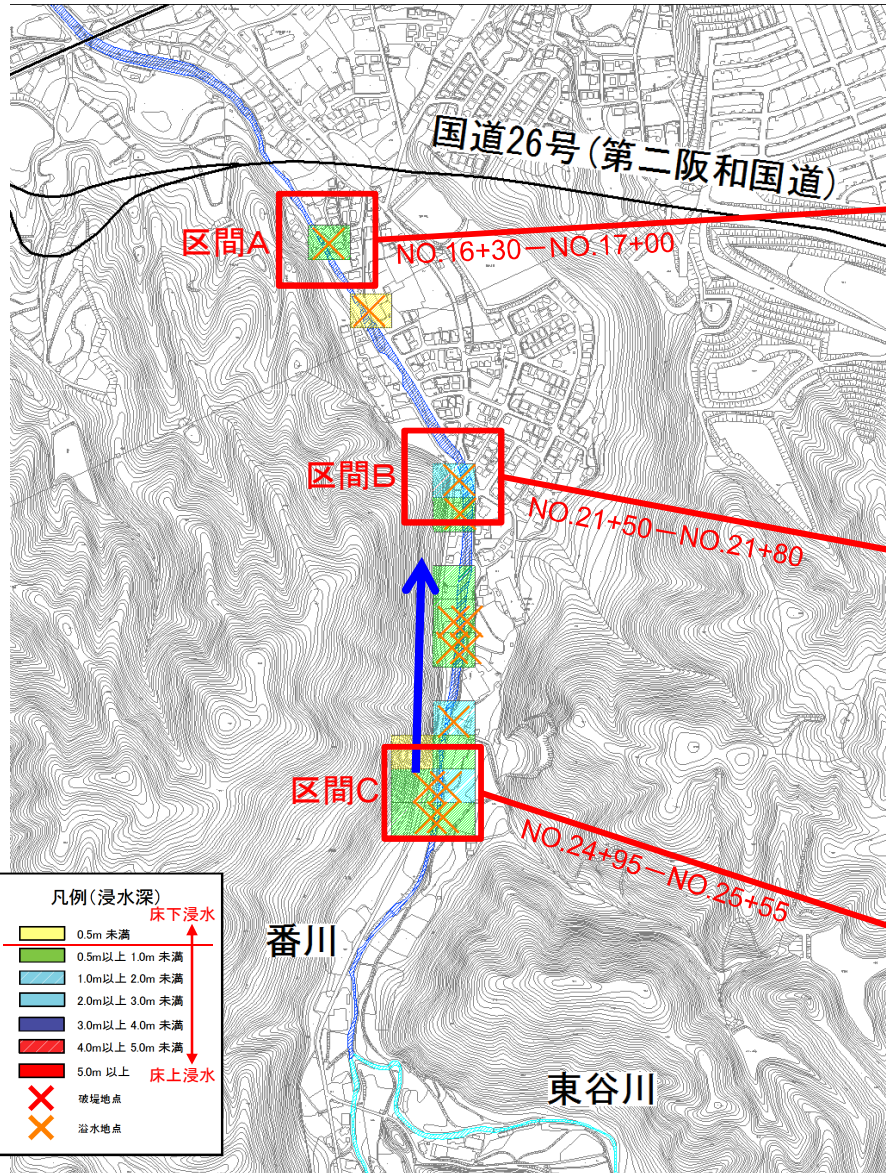 国道26号(第二阪和国道)
区間A
NO.16+30－NO.17+00
区間B
NO.21+50－NO.21+80
区間C
NO.24+95－NO.25+55
番川
東谷川
凡例(浸水深)
床下浸水
0.5m 未満
0.5m以上 1.0m 未満
1.0m以上 2.0m 未満
2.0m以上 3.0m 未満
3.0m以上 4.0m 未満
4.0m以上 5.0m 未満
5.0m 以上
床上浸水
破堤地点
溢水地点